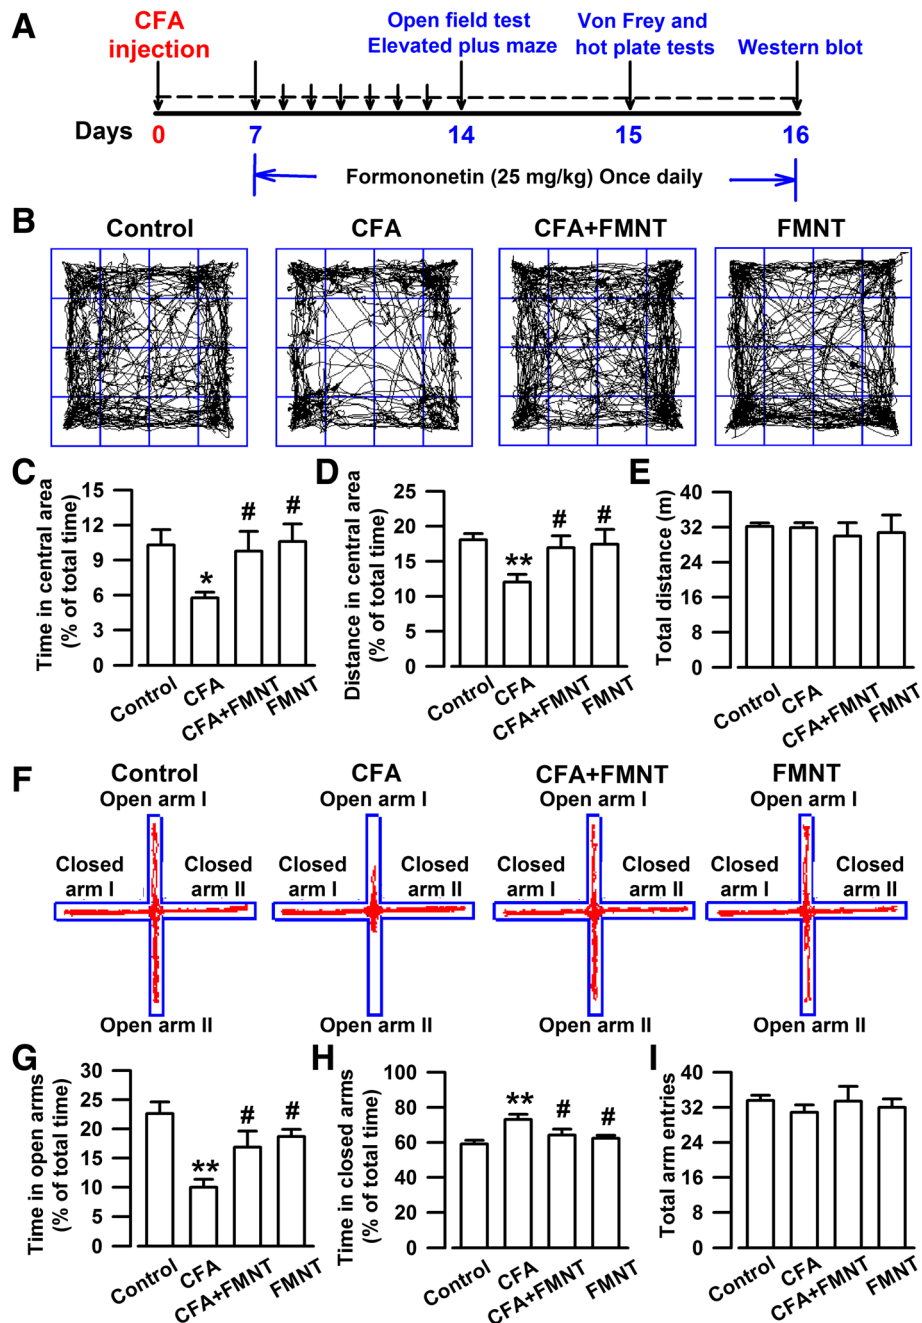 A
CFA
injection
Open field test
Elevated plus maze
Von Frey and
hot plate tests
Western blot
Days 0 7 14 15 16
Formononetin (25 mg/kg) Once daily
B
Control CFA CFA+FMNT FMNT
C
Time in central area
(% of total time)
15
12
9
6
3
0
*
#
#
Control CFA CFA+FMNT FMNT
D
Distance in central area
(% of total time)
25
20
15
10
5
0
**
#
#
Control CFA CFA+FMNT FMNT
E
Total distance (m)
40
32
24
16
8
0
Control CFA CFA+FMNT FMNT
F
Control CFA CFA+FMNT FMNT
Open arm I Open arm I Open arm I Open arm I
Closed Closed Closed Closed Closed Closed Closed Closed
arm I arm II arm I arm II arm I arm II arm I arm II
Open arm II Open arm II Open arm II Open arm II
G
Time in open arms
(% of total time)
30
25
20
15
10
5
0
**
#
#
Control CFA CFA+FMNT FMNT
H
Time in closed arms
(% of total time)
100
80
60
40
20
0
**
#
#
Control CFA CFA+FMNT FMNT
I
Total arm entries
40
32
24
16
8
0
Control CFA CFA+FMNT FMNT